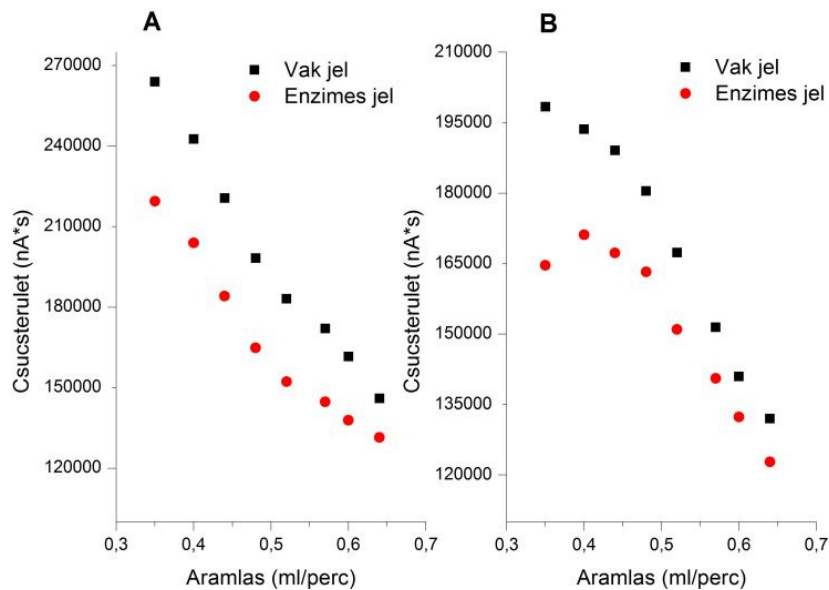 A
Vak jel
Enzimes jel
270000
240000
210000
180000
150000
120000
Csucsterulet (nA*s)
0,3 0,4 0,5 0,6 0,7
Aramlas (ml/perc)
B
Vak jel
Enzimes jel
210000
195000
180000
165000
150000
135000
120000
Csucsterulet (nA*s)
0,3 0,4 0,5 0,6 0,7
Aramlas (ml/perc)